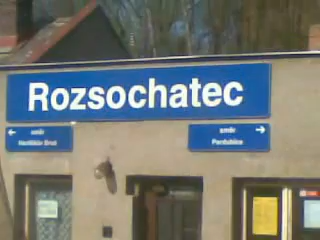 Rozsochatec
směr
Havlíčkův Brod
směr
Pardubice